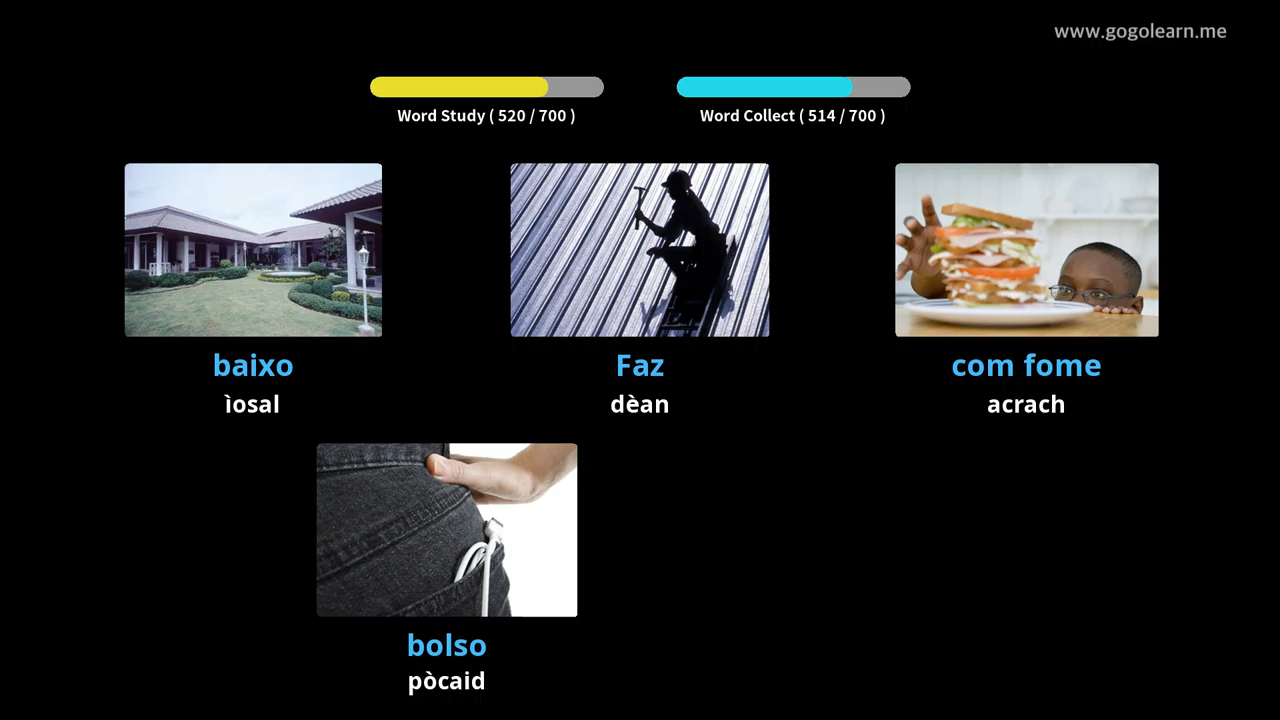 www.gogolearn.me
Word Study ( 520 / 700 )
Word Collect ( 514 / 700 )
baixo
ìosal
Faz
dèan
com fome
acrach
bolso
pòcaid